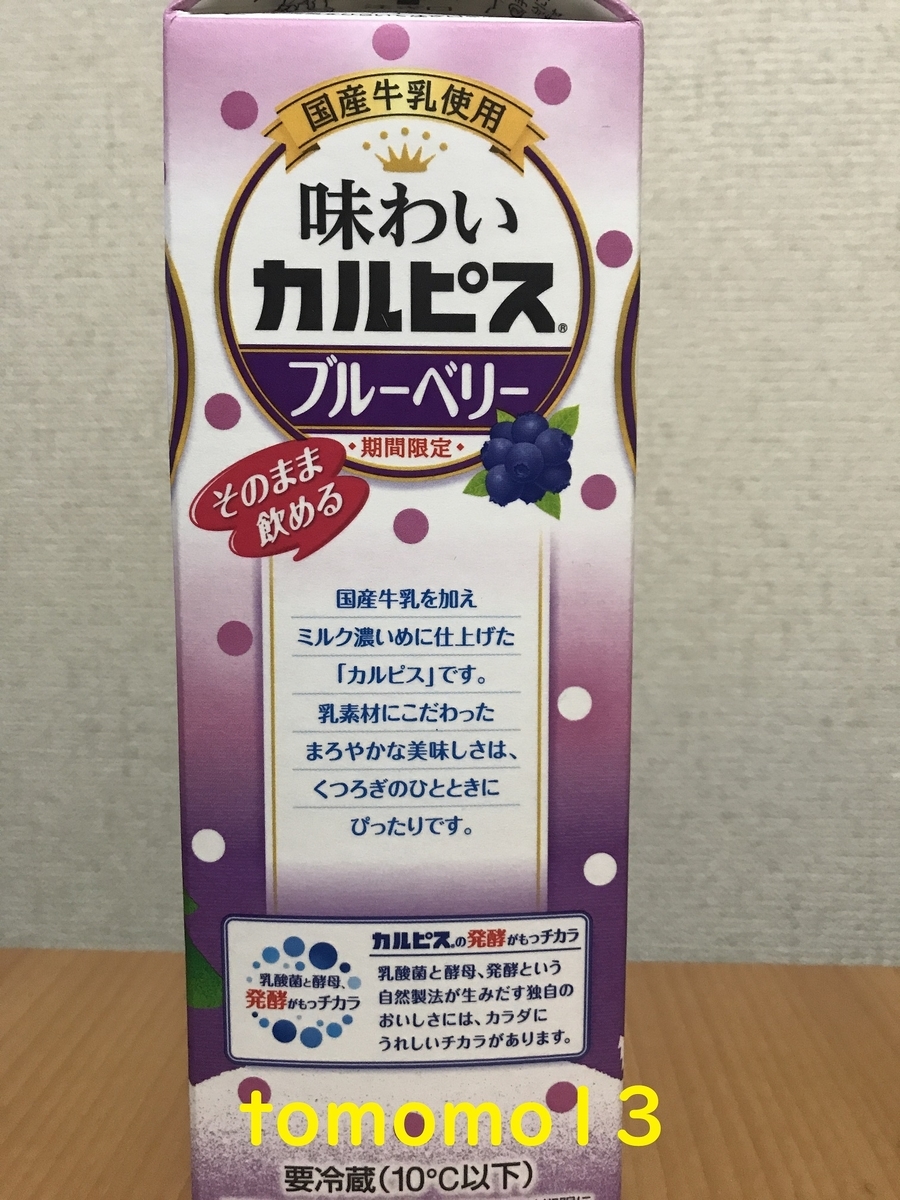 国産牛乳使用
味わい
カルピス®
ブルーベリー
・期間限定・
そのまま
飲める
国産牛乳を加え
ミルク濃いめに仕上げた
「カルピス」です。
乳素材にこだわった
まろやかな美味しさは、
くつろぎのひとときに
ぴったりです。
乳酸菌と酵母、
発酵がもつチカラ
カルピス®の発酵がもつチカラ
乳酸菌と酵母、発酵という
自然製法が生みだす独自の
おいしさには、カラダに
うれしいチカラがあります。
tomomo13
要冷蔵(10℃以下)